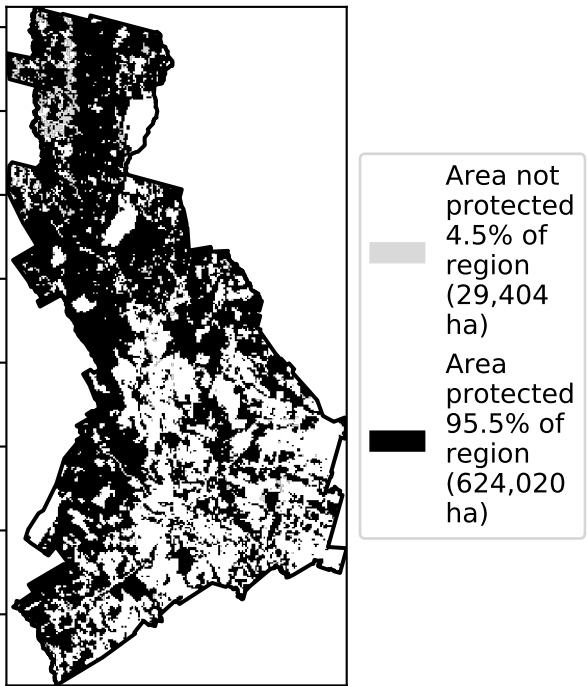 Area not
protected
4.5% of
region
(29,404
ha)
Area
protected
95.5% of
region
(624,020
ha)